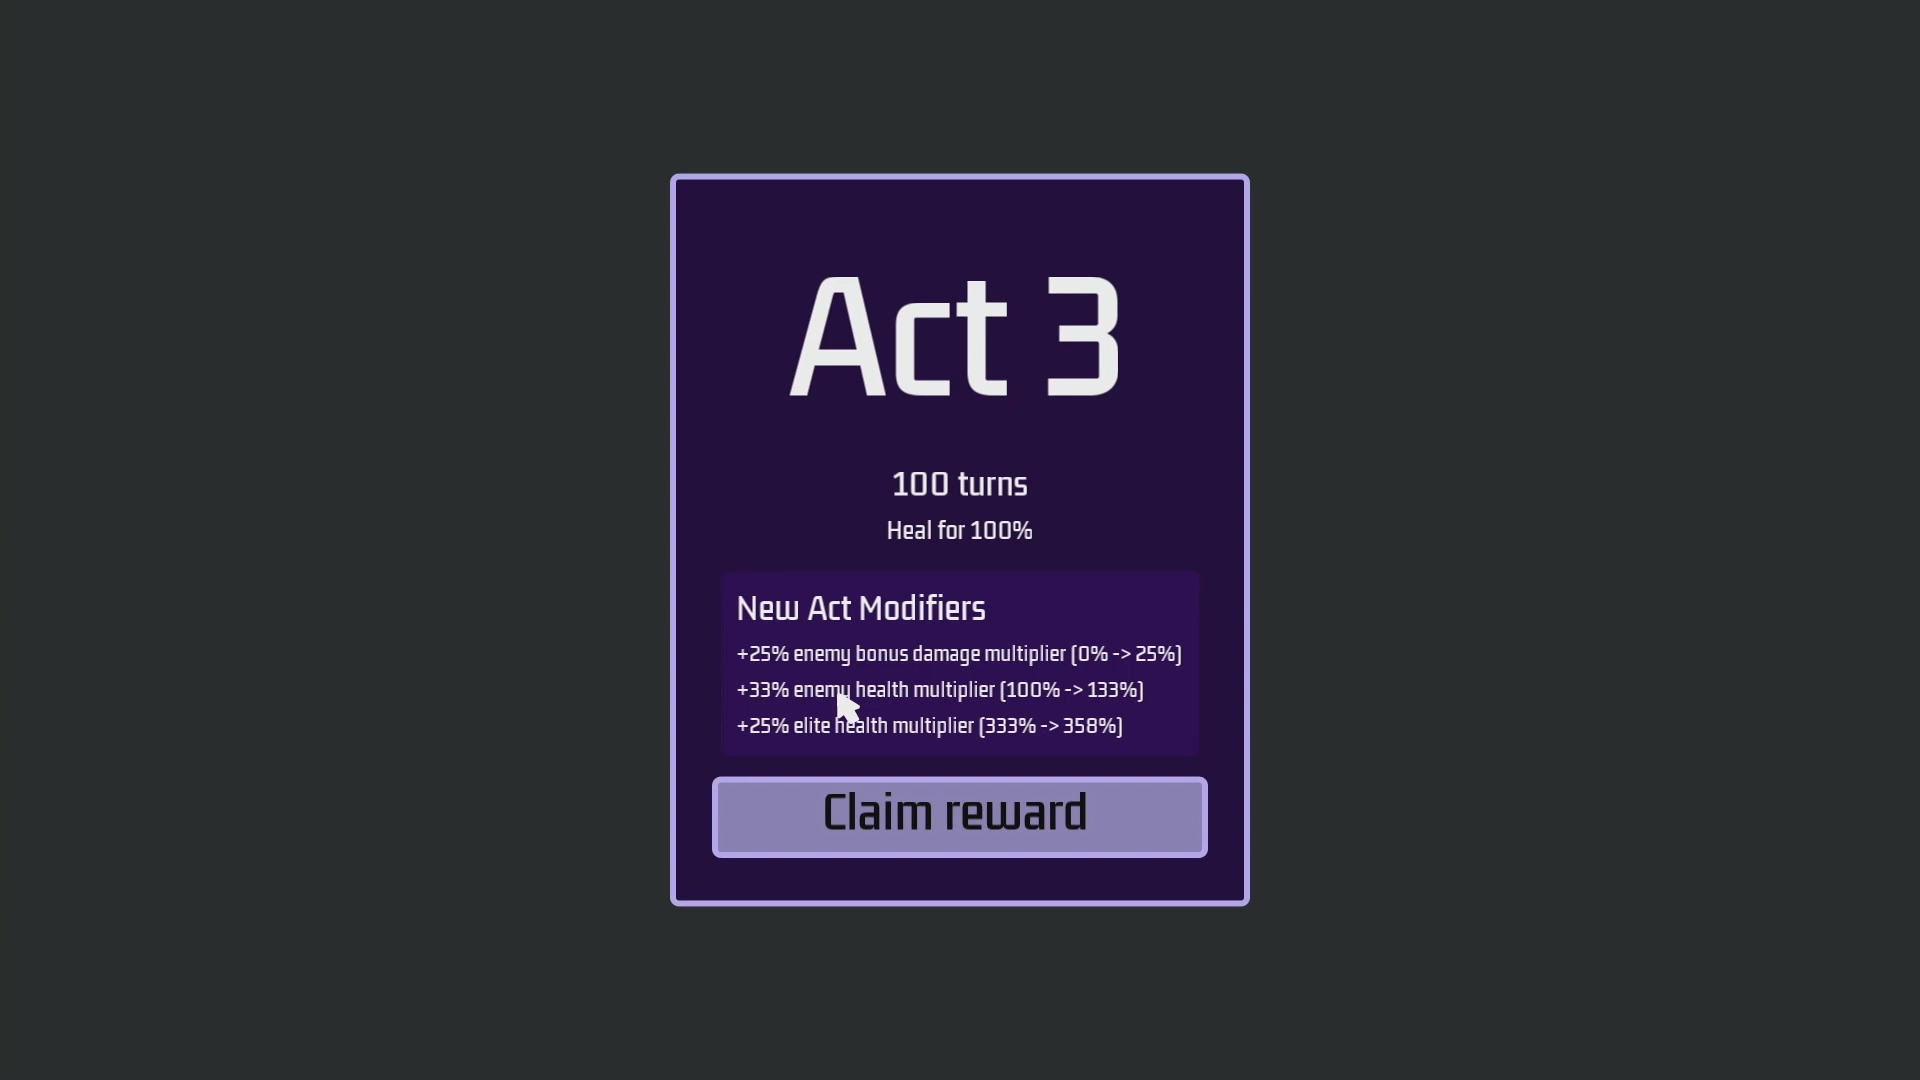 Act 3
100 turns
Heal for 100%
New Act Modifiers
+25% enemy bonus damage multiplier (0% -> 25%)
+33% enemy health multiplier (100% -> 133%)
+25% elite health multiplier (333% -> 358%)
Claim reward